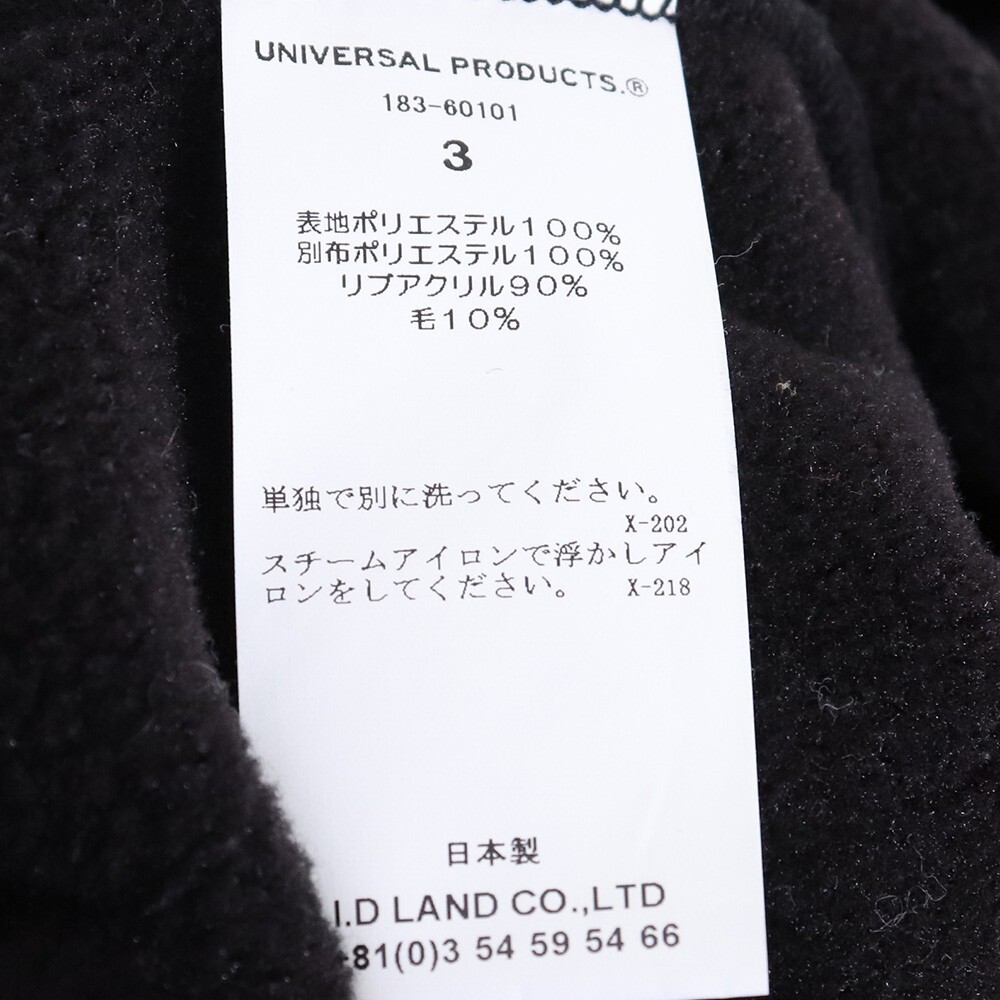 UNIVERSAL PRODUCTS.®
183-60101
3
表地ポリエステル100%
別布ポリエステル100%
リブアクリル90%
毛10%
単独で別に洗ってください。
X-202
スチームアイロンで浮かしアイ
ロンをしてください。 X-218
日本製
I.D LAND CO.,LTD
+81(0)3 54 59 54 66